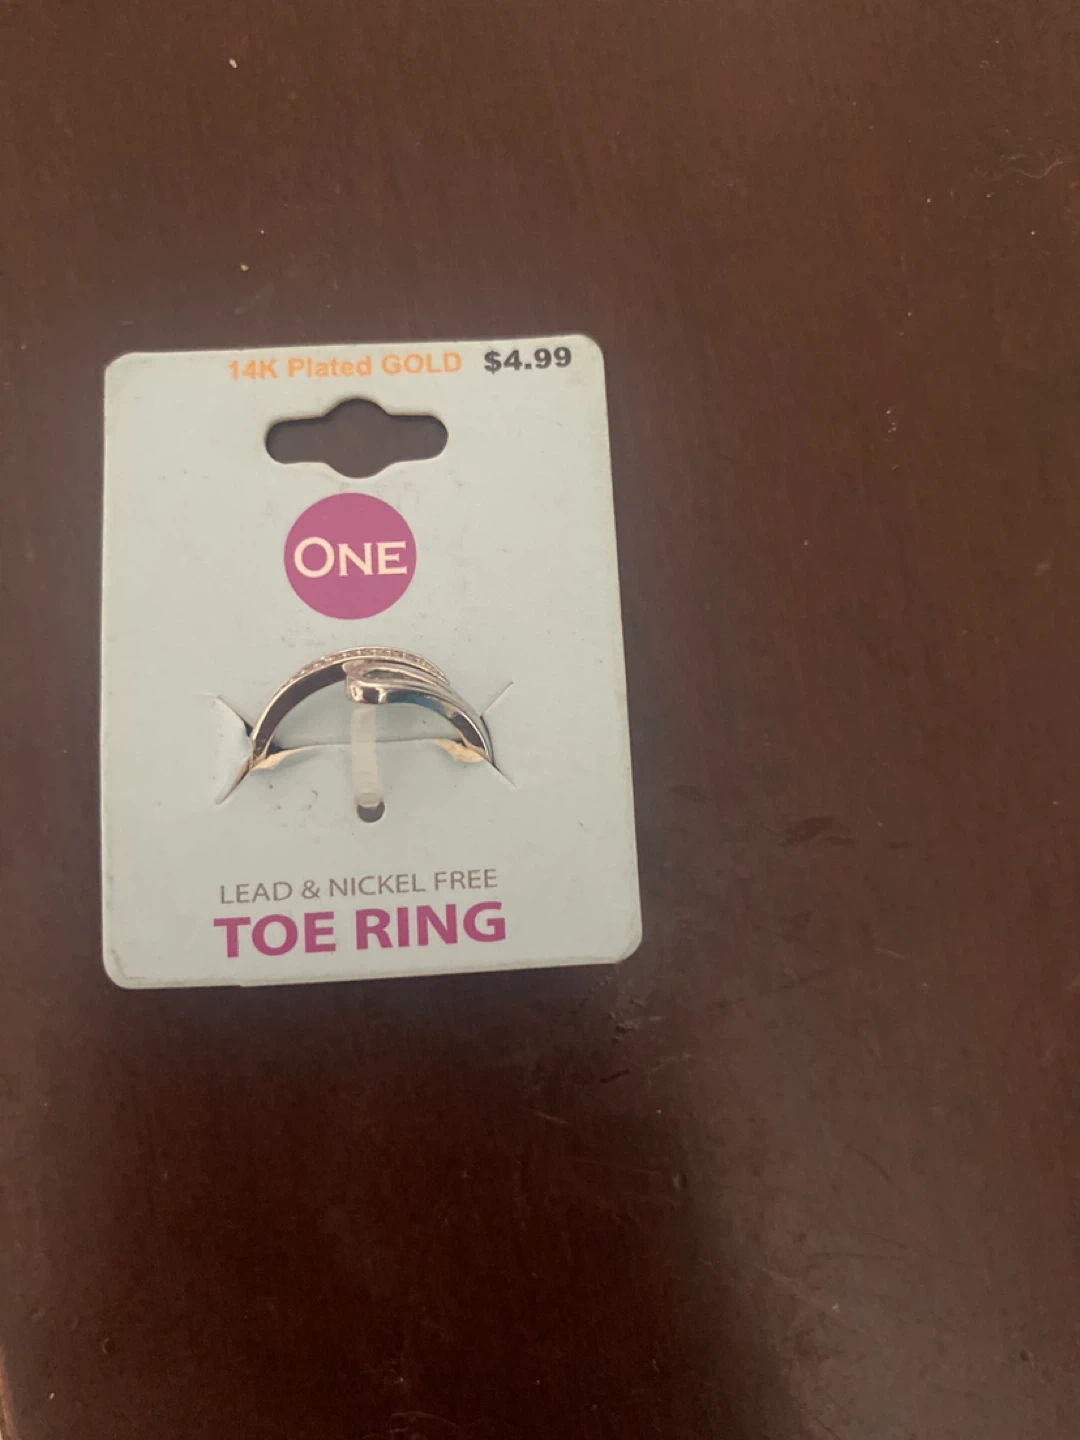 14K Plated GOLD $4.99
ONE
LEAD & NICKEL FREE
TOE RING